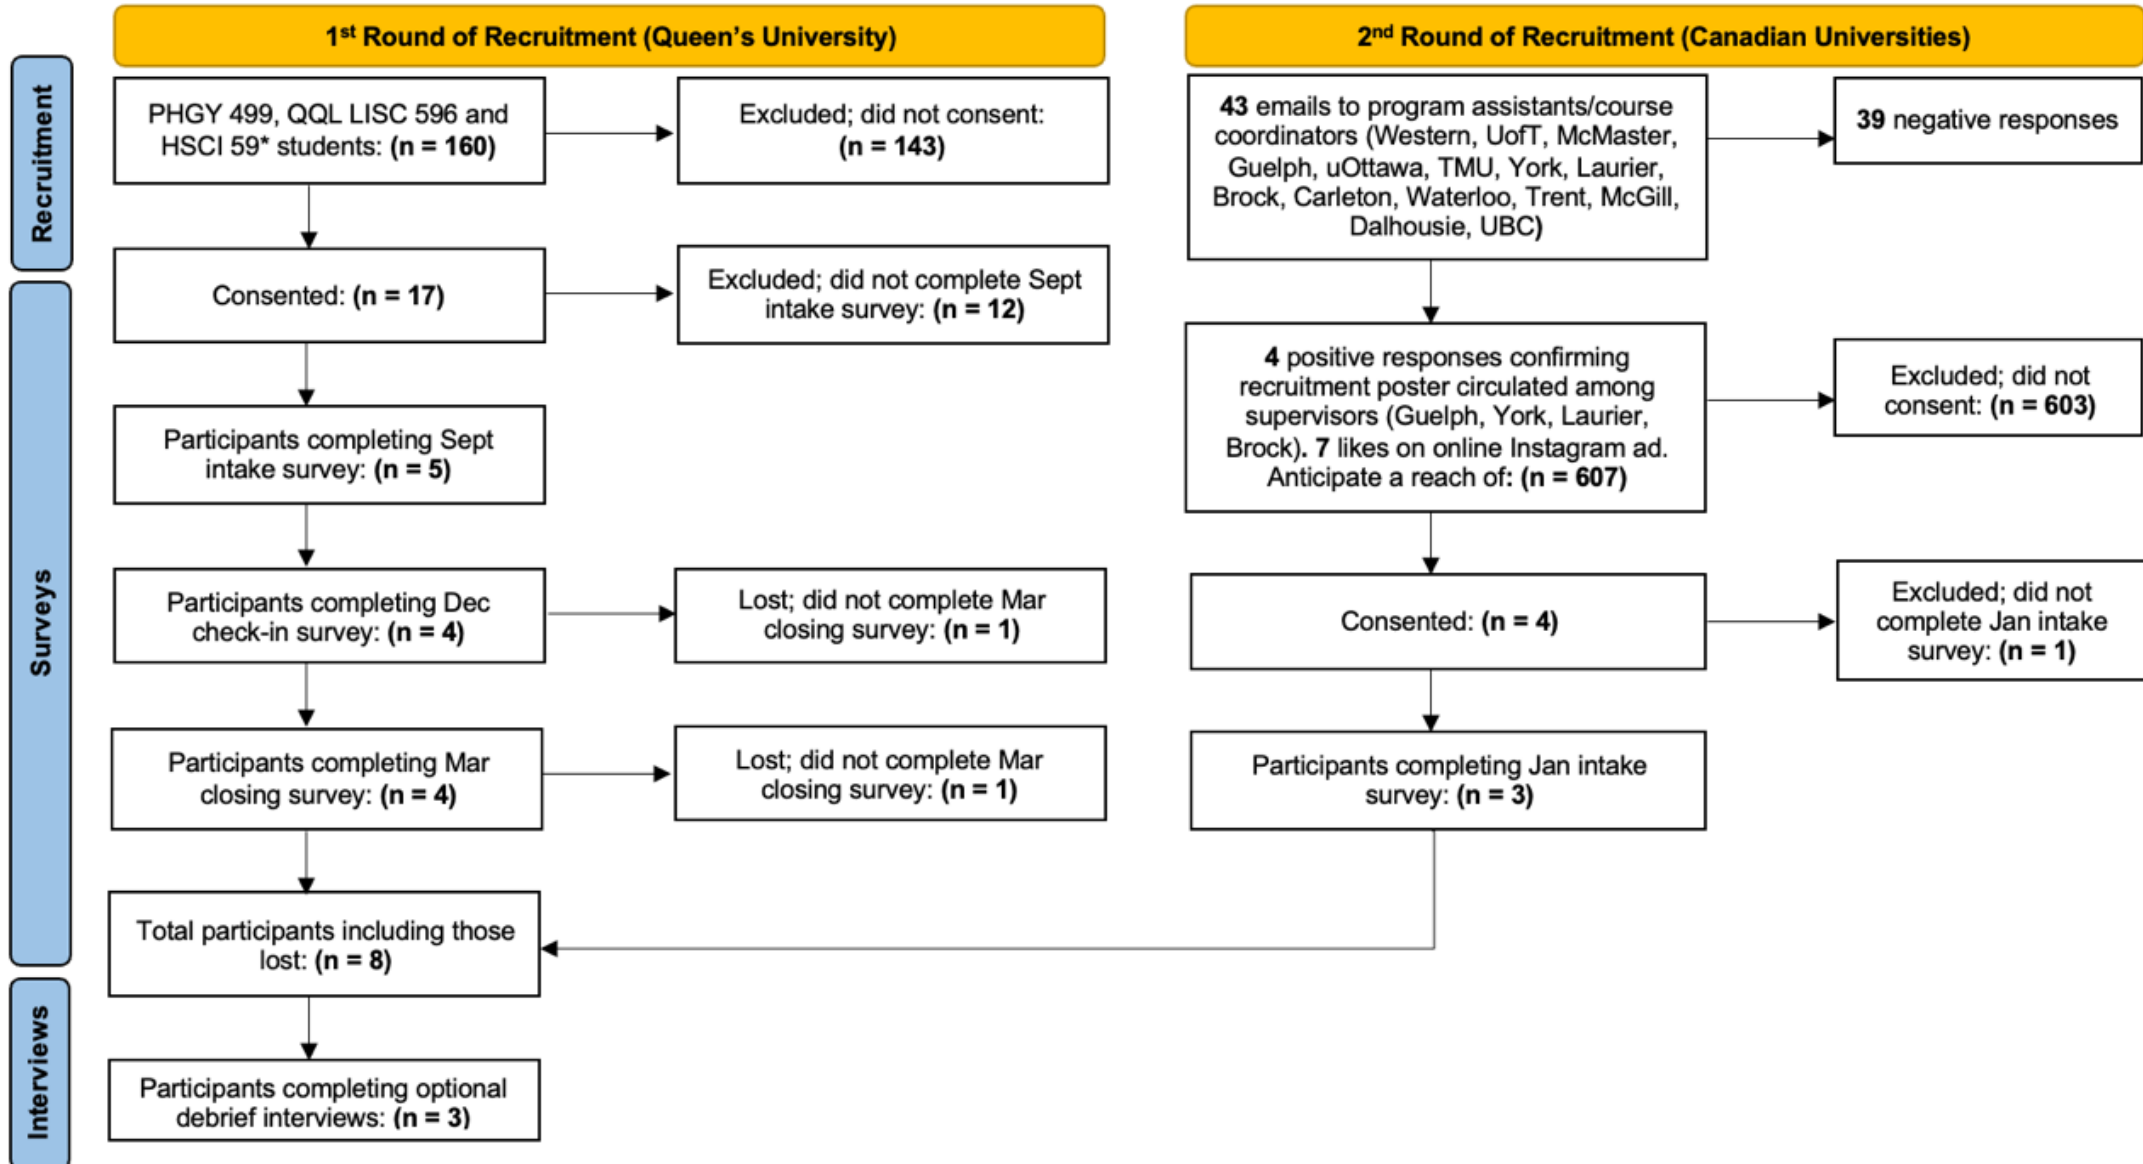 1st Round of Recruitment (Queen's University)
2nd Round of Recruitment (Canadian Universities)
Recruitment
PHGY 499, QQL LISC 596 and
HSCI 59* students: (n = 160)
Excluded; did not consent:
(n = 143)
43 emails to program assistants/course
coordinators (Western, UofT, McMaster,
Guelph, uOttawa, TMU, York, Laurier,
Brock, Carleton, Waterloo, Trent, McGill,
Dalhousie, UBC)
39 negative responses
Surveys
Consented: (n = 17)
Excluded; did not complete Sept
intake survey: (n = 12)
4 positive responses confirming
recruitment poster circulated among
supervisors (Guelph, York, Laurier,
Brock). 7 likes on online Instagram ad.
Anticipate a reach of: (n = 607)
Excluded; did not
consent: (n = 603)
Participants completing Sept
intake survey: (n = 5)
Participants completing Dec
check-in survey: (n = 4)
Lost; did not complete Mar
closing survey: (n = 1)
Consented: (n = 4)
Excluded; did not
complete Jan intake
survey: (n = 1)
Participants completing Mar
closing survey: (n = 4)
Lost; did not complete Mar
closing survey: (n = 1)
Participants completing Jan intake
survey: (n = 3)
Total participants including those
lost: (n = 8)
Interviews
Participants completing optional
debrief interviews: (n = 3)